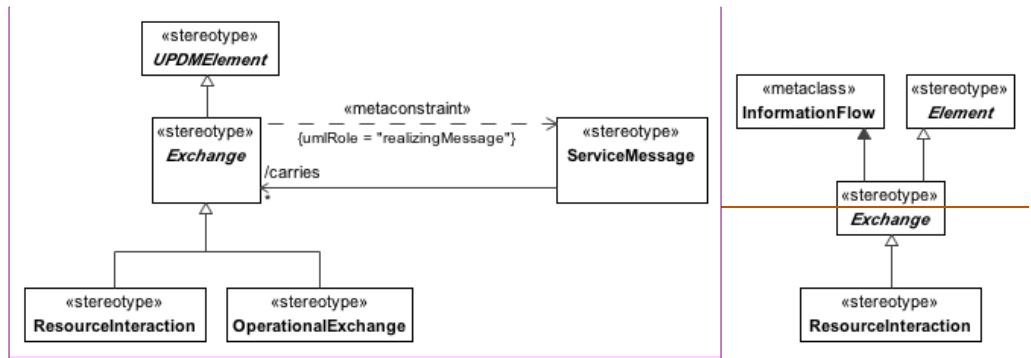 «stereotype»
UPDMElement
«metaconstraint»
«stereotype»
Exchange
{umlRole = "realizingMessage"}
«stereotype»
ServiceMessage
/carries
*
«stereotype»
ResourceInteraction
«stereotype»
OperationalExchange
«metaclass»
InformationFlow
«stereotype»
Element
«stereotype»
Exchange
«stereotype»
ResourceInteraction